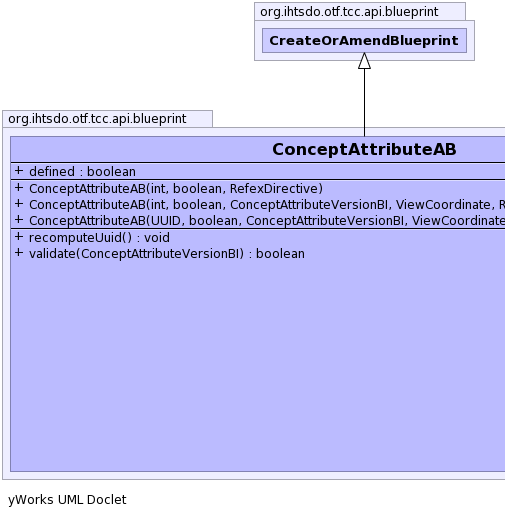 org.ihtsdo.otf.tcc.api.blueprint
CreateOrAmendBlueprint
org.ihtsdo.otf.tcc.api.blueprint
ConceptAttributeAB
+ defined : boolean
+ ConceptAttributeAB(int, boolean, RefexDirective)
+ ConceptAttributeAB(int, boolean, ConceptAttributeVersionBI, ViewCoordinate, R
+ ConceptAttributeAB(UUID, boolean, ConceptAttributeVersionBI, ViewCoordinate
+ recomputeUuid() : void
+ validate(ConceptAttributeVersionBI) : boolean
yWorks UML Doclet